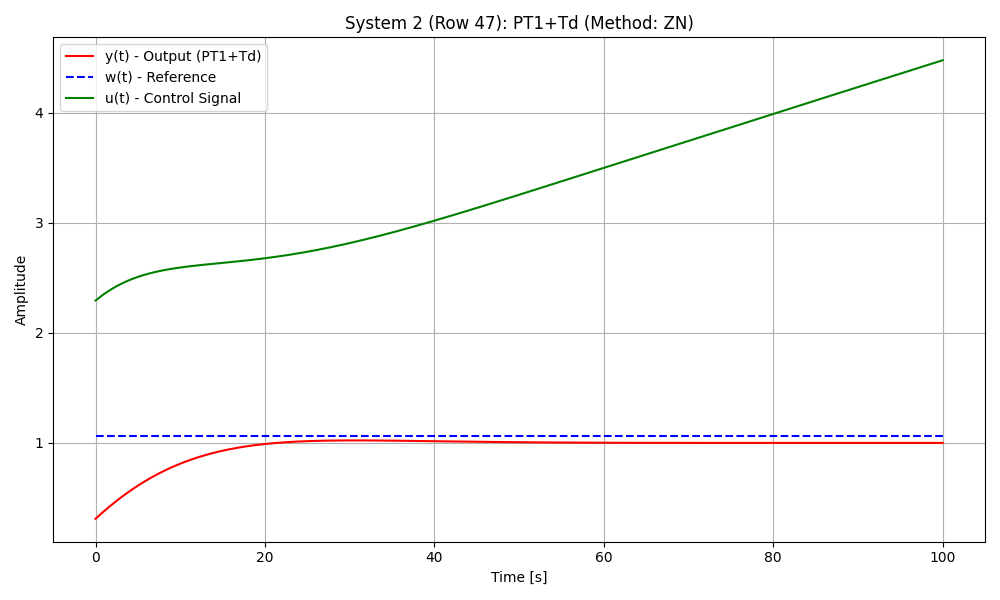 System 2 (Row 47): PT1+Td (Method: ZN)
y(t) - Output (PT1+Td)
w(t) - Reference
u(t) - Control Signal
Amplitude
4
3
2
1
0 20 40 60 80 100
Time [s]